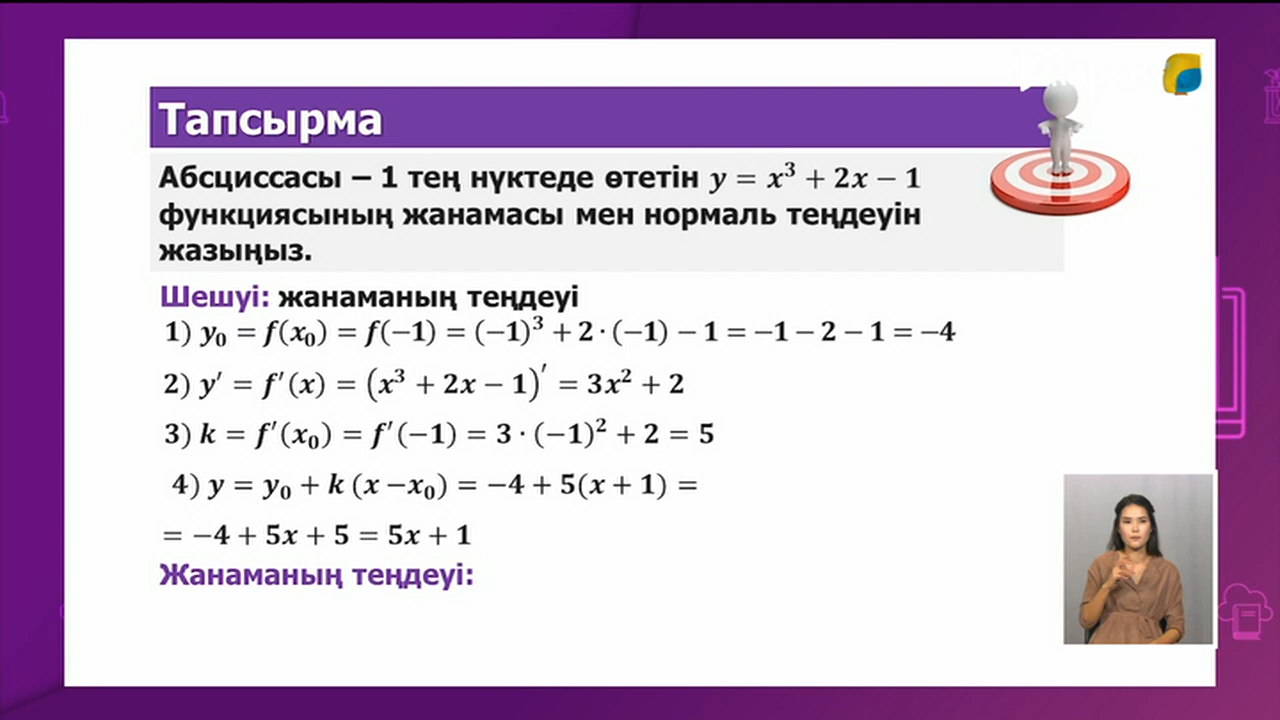 Тапсырма
Абсциссасы – 1 тең нүктеде өтетін y = x³ + 2x − 1
функциясының жанамасы мен нормаль теңдеуін
жазыңыз.
Шешуі: жанаманың теңдеуі
1) y₀ = f(x₀) = f(−1) = (−1)³ + 2 · (−1) − 1 = −1 − 2 − 1 = −4
2) y′ = f′(x) = (x³ + 2x − 1)′ = 3x² + 2
3) k = f′(x₀) = f′(−1) = 3 · (−1)² + 2 = 5
4) y = y₀ + k (x −x₀) = −4 + 5(x + 1) =
= −4 + 5x + 5 = 5x + 1
Жанаманың теңдеуі: